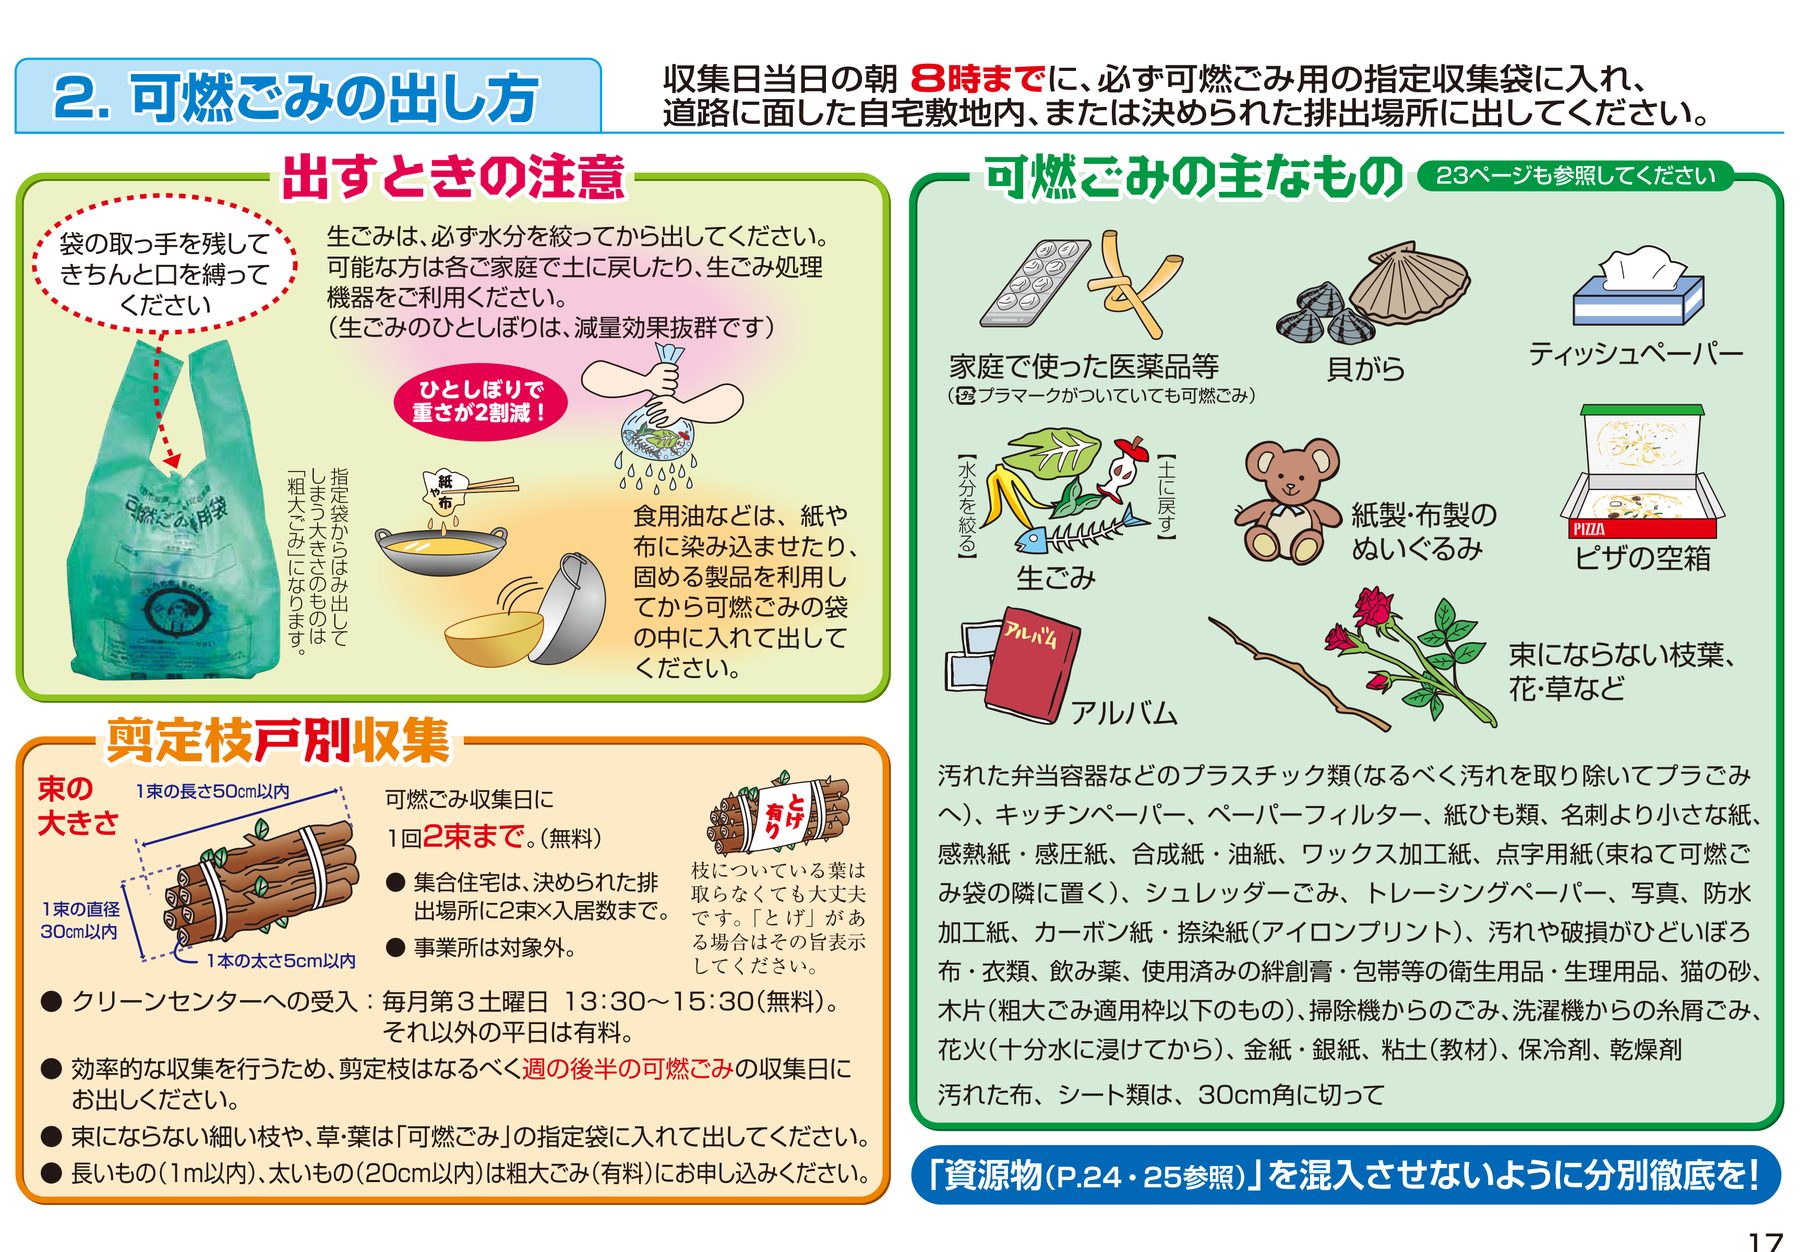 2. 可燃ごみの出し方
収集日当日の朝 8時までに、必ず可燃ごみ用の指定収集袋に入れ、
道路に面した自宅敷地内、または決められた排出場所に出してください。
出すときの注意
袋の取っ手を残して
きちんと口を縛って
ください
生ごみは、必ず水分を絞ってから出してください。
可能な方は各ご家庭で土に戻したり、生ごみ処理
機器をご利用ください。
（生ごみのひとしぼりは、減量効果抜群です）
ひとしぼりで
重さが2割減！
指定袋からはみ出して
しまう大きさのものは
「粗大ごみ」になります。
紙
や
布
食用油などは、紙や
布に染み込ませたり、
固める製品を利用し
てから可燃ごみの袋
の中に入れて出して
ください。
剪定枝戸別収集
束の
大きさ
1束の長さ50cm以内
1束の直径
30cm以内
1本の太さ5cm以内
可燃ごみ収集日に
1回2束まで。（無料）
● 集合住宅は、決められた排
出場所に2束×入居数まで。
● 事業所は対象外。
とげ
有り
枝についている葉は
取らなくても大丈夫
です。「とげ」があ
る場合はその旨表示
してください。
● クリーンセンターへの受入：毎月第３土曜日 13:30～15:30（無料）。
それ以外の平日は有料。
● 効率的な収集を行うため、剪定枝はなるべく週の後半の可燃ごみの収集日に
お出しください。
● 束にならない細い枝や、草・葉は「可燃ごみ」の指定袋に入れて出してください。
● 長いもの（1m以内）、太いもの（20cm以内）は粗大ごみ（有料）にお申し込みください。
可燃ごみの主なもの
23ページも参照してください
家庭で使った医薬品等
（プラマークがついていても可燃ごみ）
貝がら
ティッシュペーパー
【水分を絞る】
【土に戻す】
生ごみ
紙製・布製の
ぬいぐるみ
PIZZA
ピザの空箱
アルバム
アルバム
束にならない枝葉、
花・草など
汚れた弁当容器などのプラスチック類（なるべく汚れを取り除いてプラごみ
へ）、キッチンペーパー、ペーパーフィルター、紙ひも類、名刺より小さな紙、
感熱紙・感圧紙、合成紙・油紙、ワックス加工紙、点字用紙（束ねて可燃ご
み袋の隣に置く）、シュレッダーごみ、トレーシングペーパー、写真、防水
加工紙、カーボン紙・捺染紙（アイロンプリント）、汚れや破損がひどいぼろ
布・衣類、飲み薬、使用済みの絆創膏・包帯等の衛生用品・生理用品、猫の砂、
木片（粗大ごみ適用枠以下のもの）、掃除機からのごみ、洗濯機からの糸屑ごみ、
花火（十分水に浸けてから）、金紙・銀紙、粘土（教材）、保冷剤、乾燥剤
汚れた布、シート類は、30cm角に切って
「資源物（P.24・25参照）」を混入させないように分別徹底を！
17